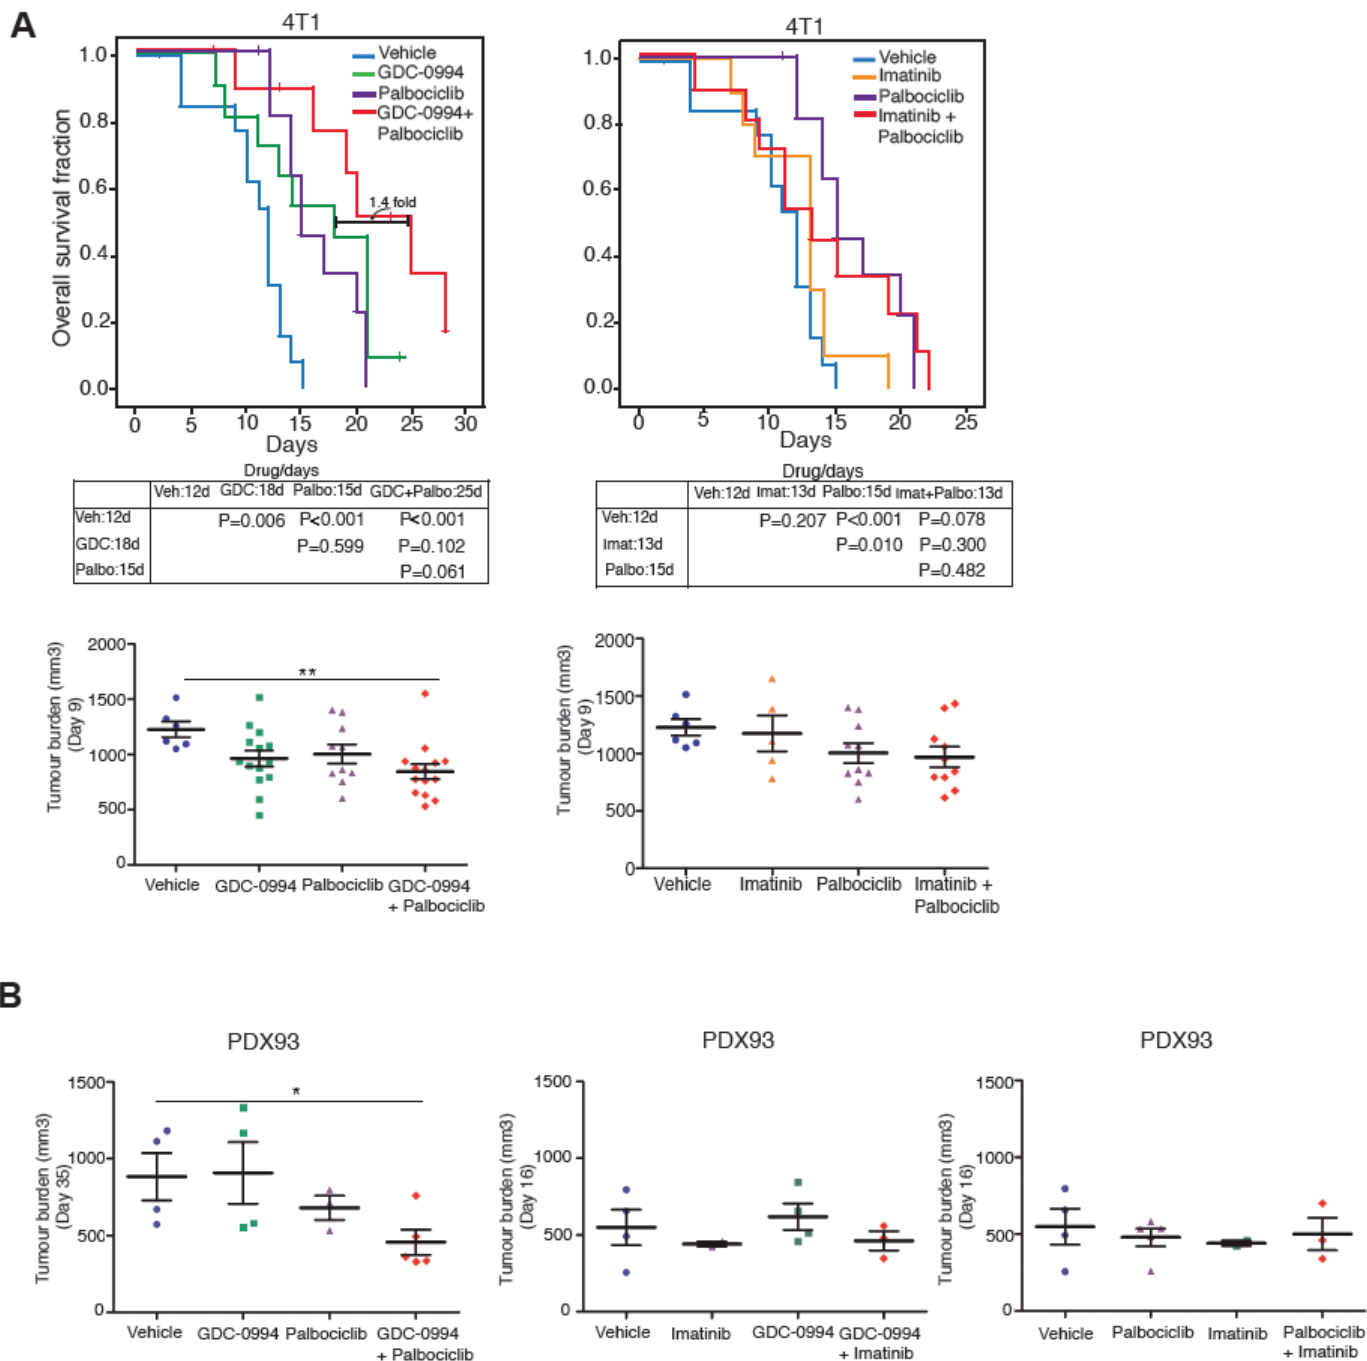 A
4T1
Overall survival fraction
1.0
0.8
0.6
0.4
0.2
0.0
Vehicle
GDC-0994
Palbociclib
GDC-0994+
Palbociclib
1.4 fold
0 5 10 15 20 25 30
Days
4T1
1.0
0.8
0.6
0.4
0.2
0.0
Vehicle
Imatinib
Palbociclib
Imatinib +
Palbociclib
0 5 10 15 20 25
Days
Drug/days
Veh:12d GDC:18d Palbo:15d GDC+Palbo:25d
Veh:12d P=0.006 P<0.001 P<0.001
GDC:18d P=0.599 P=0.102
Palbo:15d P=0.061
Drug/days
Veh:12d Imat:13d Palbo:15d Imat+Palbo:13d
Veh:12d P=0.207 P<0.001 P=0.078
Imat:13d P=0.010 P=0.300
Palbo:15d P=0.482
Tumour burden (mm3)
(Day 9)
2000
1500
1000
500
0
**
Vehicle GDC-0994 Palbociclib GDC-0994
+ Palbociclib
Tumour burden (mm3)
(Day 9)
2000
1500
1000
500
0
Vehicle Imatinib Palbociclib Imatinib +
Palbociclib
B
PDX93
Tumour burden (mm3)
(Day 35)
1500
1000
500
0
*
Vehicle GDC-0994 Palbociclib GDC-0994
+ Palbociclib
PDX93
Tumour burden (mm3)
(Day 16)
1500
1000
500
0
Vehicle Imatinib GDC-0994 GDC-0994
+ Imatinib
PDX93
Tumour burden (mm3)
(Day 16)
1500
1000
500
0
Vehicle Palbociclib Imatinib Palbociclib
+ Imatinib